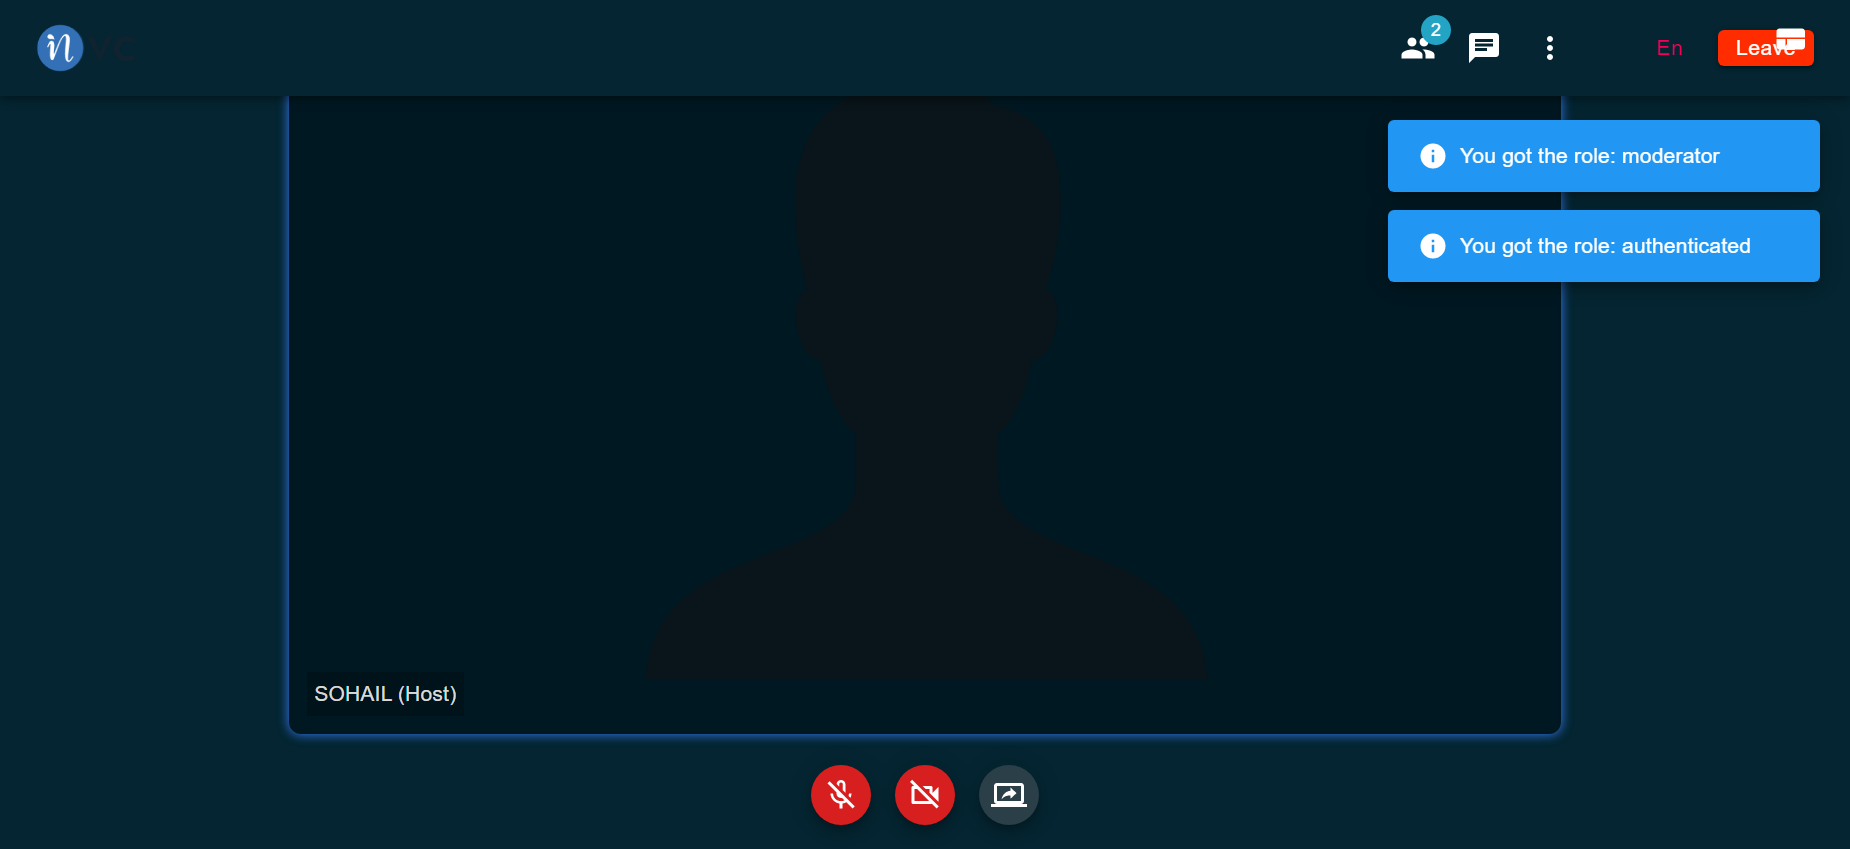 n VC
2
En
Leave
You got the role: moderator
You got the role: authenticated
SOHAIL (Host)